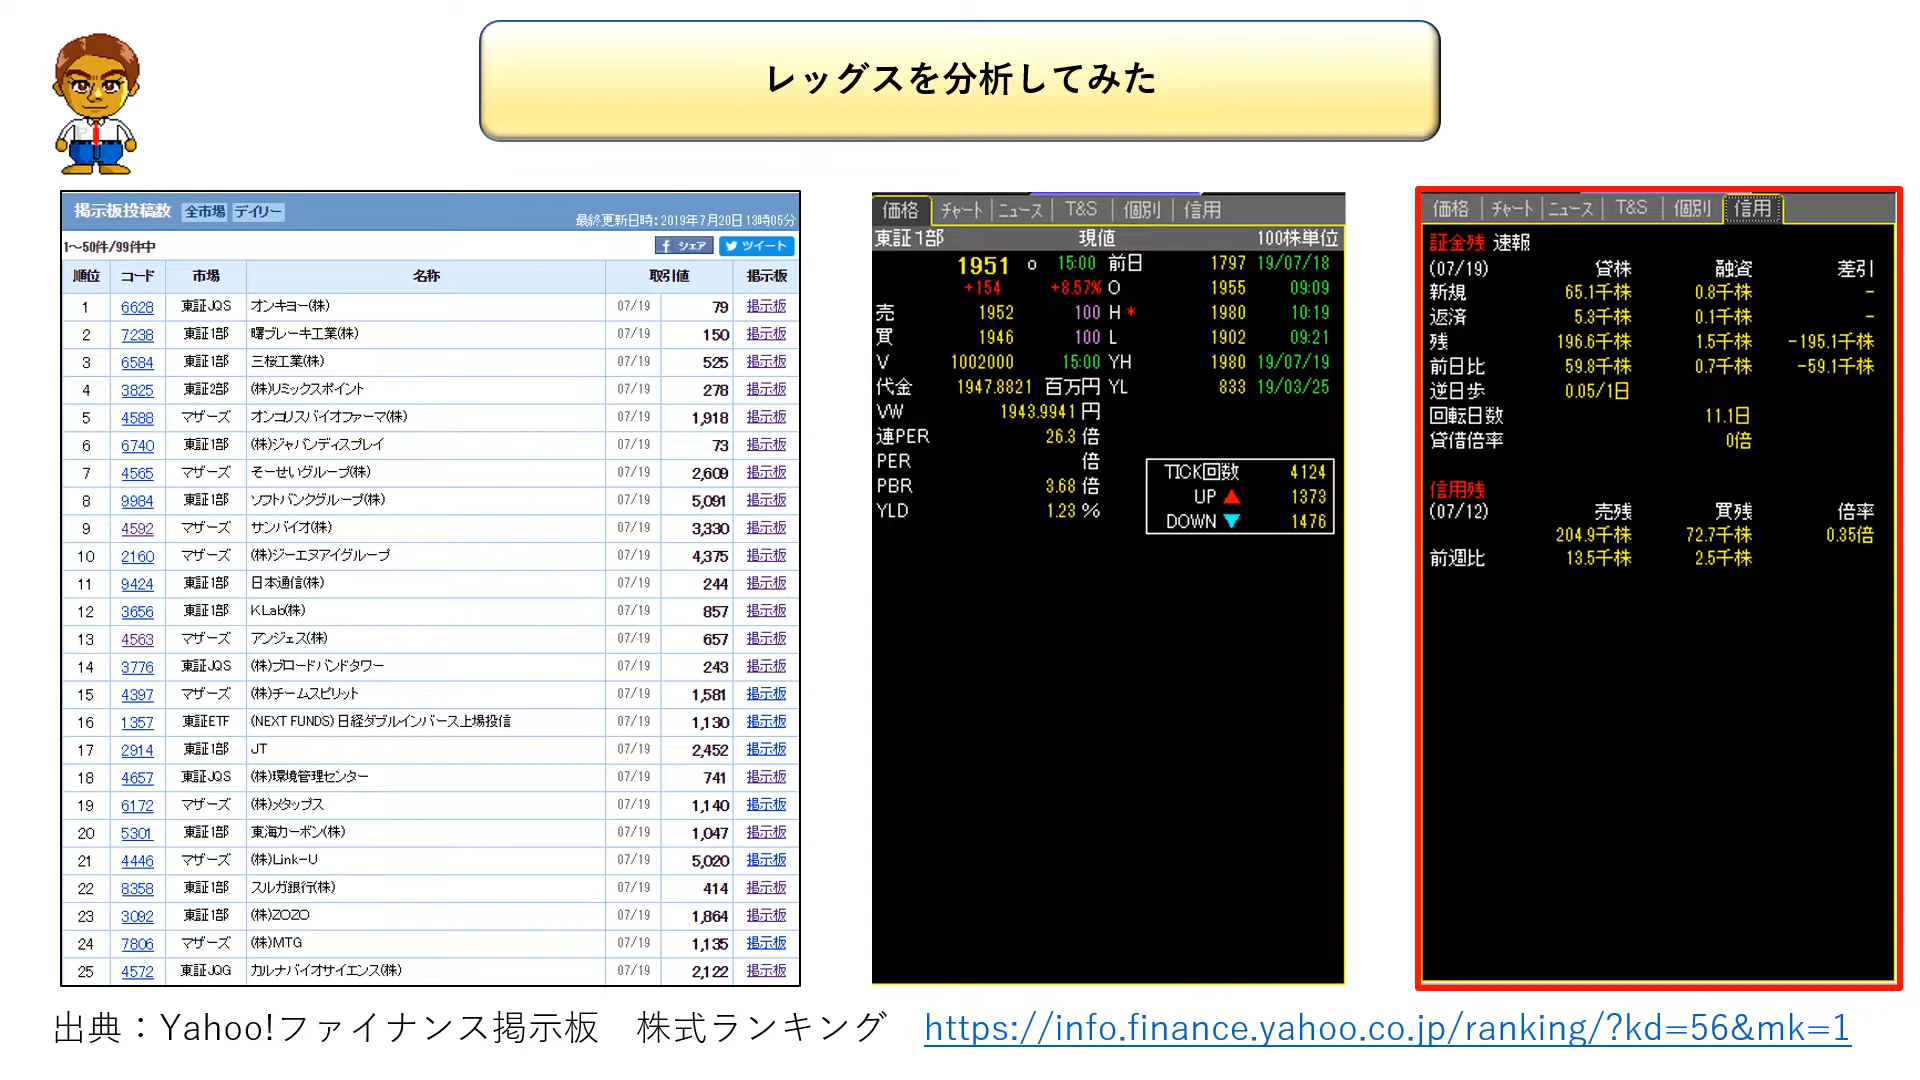 レッグスを分析してみた
掲示板投稿数 全市場 デイリー
最終更新日時：2019年7月20日 13時05分
1～50件/99件中 シェア ツイート
順位 コード 市場 名称 取引値 掲示板
1 6628 東証JQS オンキヨー(株) 07/19 79 掲示板
2 7238 東証1部 曙ブレーキ工業(株) 07/19 150 掲示板
3 6584 東証1部 三桜工業(株) 07/19 525 掲示板
4 3825 東証2部 (株)リミックスポイント 07/19 278 掲示板
5 4588 マザーズ オンコリスバイオファーマ(株) 07/19 1,918 掲示板
6 6740 東証1部 (株)ジャパンディスプレイ 07/19 73 掲示板
7 4565 マザーズ そーせいグループ(株) 07/19 2,609 掲示板
8 9984 東証1部 ソフトバンクグループ(株) 07/19 5,091 掲示板
9 4592 マザーズ サンバイオ(株) 07/19 3,330 掲示板
10 2160 マザーズ (株)ジーエヌアイグループ 07/19 4,375 掲示板
11 9424 東証1部 日本通信(株) 07/19 244 掲示板
12 3656 東証1部 KLab(株) 07/19 857 掲示板
13 4563 マザーズ アンジェス(株) 07/19 657 掲示板
14 3776 東証JQS (株)ブロードバンドタワー 07/19 243 掲示板
15 4397 マザーズ (株)チームスピリット 07/19 1,581 掲示板
16 1357 東証ETF (NEXT FUNDS) 日経ダブルインバース上場投信 07/19 1,130 掲示板
17 2914 東証1部 JT 07/19 2,452 掲示板
18 4657 東証JQS (株)環境管理センター 07/19 741 掲示板
19 6172 マザーズ (株)メタップス 07/19 1,140 掲示板
20 5301 東証1部 東海カーボン(株) 07/19 1,047 掲示板
21 4446 マザーズ (株)Link-U 07/19 5,020 掲示板
22 8358 東証1部 スルガ銀行(株) 07/19 414 掲示板
23 3092 東証1部 (株)ZOZO 07/19 1,864 掲示板
24 7806 マザーズ (株)MTG 07/19 1,135 掲示板
25 4572 東証JQG カルナバイオサイエンス(株) 07/19 2,122 掲示板
価格 チャート ニュース T&S 個別 信用
東証1部 現値 100株単位
1951 o 15:00 前日 1797 19/07/18
+154 +8.57% O 1955 09:09
売 1952 100 H * 1980 10:19
買 1946 100 L 1902 09:21
V 1002000 15:00 YH 1980 19/07/19
代金 1947.8821 百万円 YL 833 19/03/25
VW 1943.9941 円
連PER 26.3 倍
PER 倍
PBR 3.68 倍
YLD 1.23 %
TICK回数 4124
UP ▲ 1373
DOWN ▼ 1476
価格 チャート ニュース T&S 個別 信用
証金残 速報
(07/19) 貸株 融資 差引
新規 65.1千株 0.8千株 -
返済 5.3千株 0.1千株 -
残 196.6千株 1.5千株 -195.1千株
前日比 59.8千株 0.7千株 -59.1千株
逆日歩 0.05/1日
回転日数 11.1日
貸借倍率 0倍
信用残
(07/12) 売残 買残 倍率
204.9千株 72.7千株 0.35倍
前週比 13.5千株 2.5千株
出典：Yahoo!ファイナンス掲示板 株式ランキング https://info.finance.yahoo.co.jp/ranking/?kd=56&mk=1